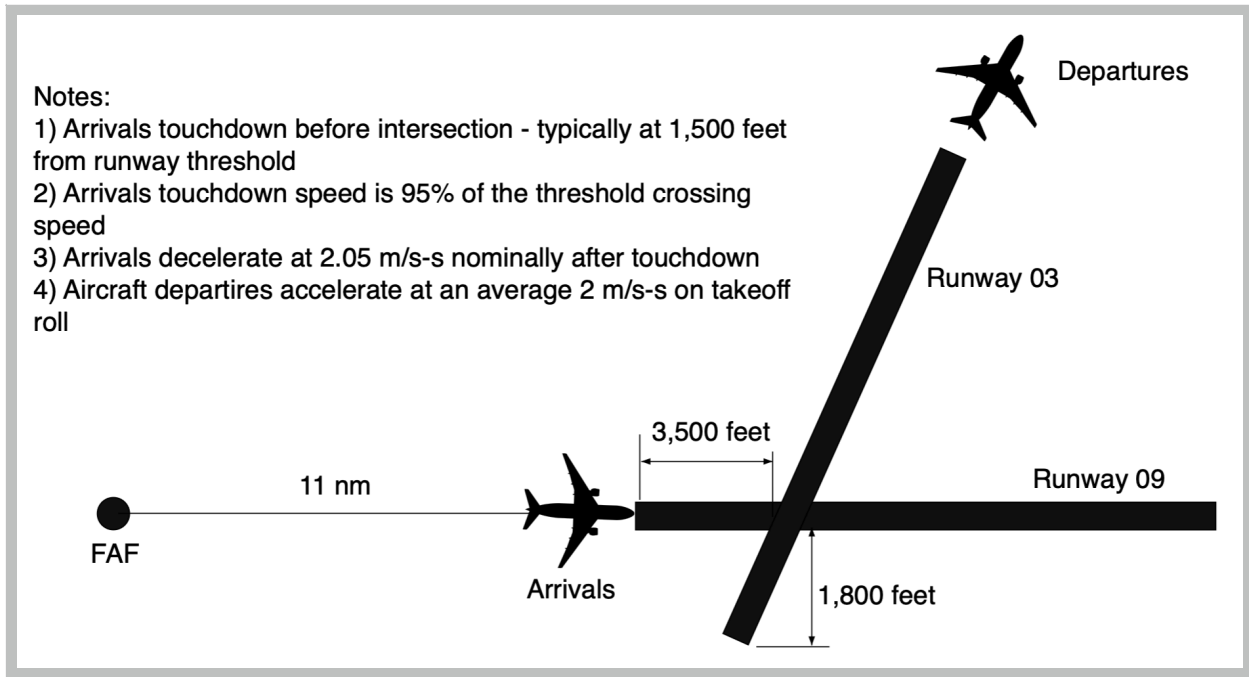 Notes:
1) Arrivals touchdown before intersection - typically at 1,500 feet
from runway threshold
2) Arrivals touchdown speed is 95% of the threshold crossing
speed
3) Arrivals decelerate at 2.05 m/s-s nominally after touchdown
4) Aircraft departires accelerate at an average 2 m/s-s on takeoff
roll
Departures
Runway 03
3,500 feet
11 nm
Runway 09
FAF
Arrivals
1,800 feet